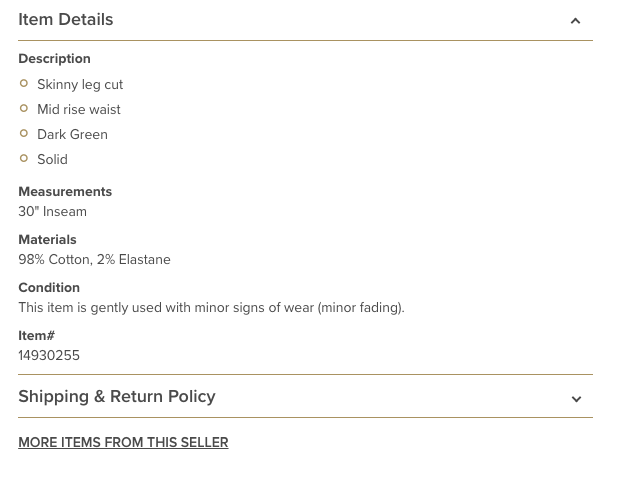 Item Details
Description
Skinny leg cut
Mid rise waist
Dark Green
Solid
Measurements
30" Inseam
Materials
98% Cotton, 2% Elastane
Condition
This item is gently used with minor signs of wear (minor fading).
Item#
14930255
Shipping & Return Policy
MORE ITEMS FROM THIS SELLER